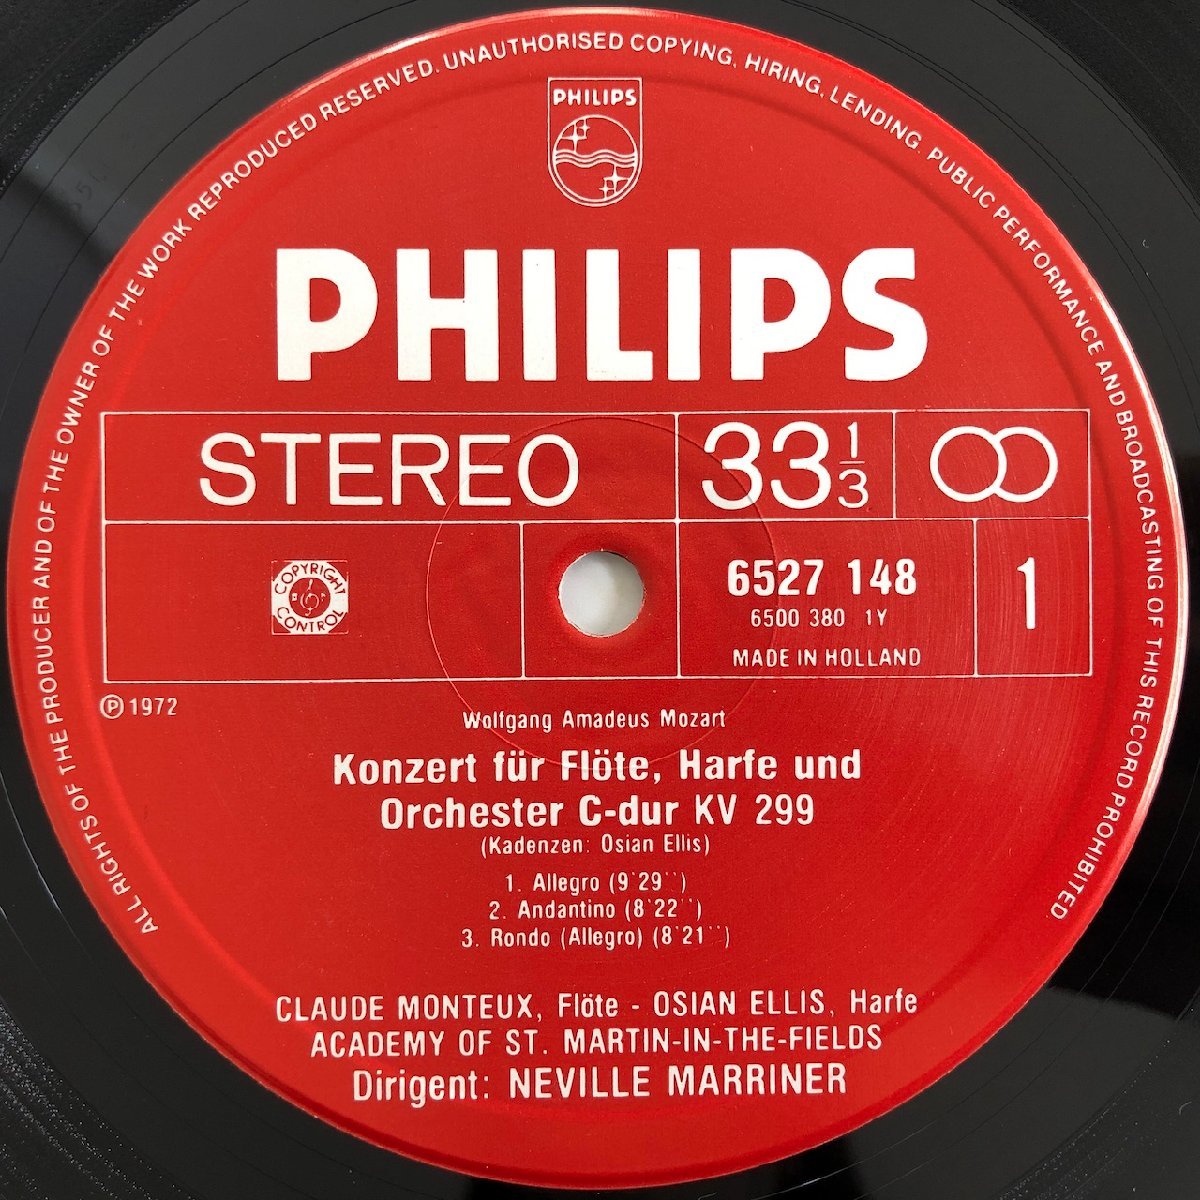 ALL RIGHTS OF THE PRODUCER AND OF THE OWNER OF THE WORK REPRODUCED RESERVED. UNAUTHORISED COPYING, HIRING, LENDING, PUBLIC PERFORMANCE AND BROADCASTING OF THIS RECORD PROHIBITED.
PHILIPS
PHILIPS
STEREO 33 1/3
COPYRIGHT CONTROL
6527 148 1
6500 380 1Y
MADE IN HOLLAND
℗ 1972
Wolfgang Amadeus Mozart
Konzert für Flöte, Harfe und
Orchester C-dur KV 299
(Kadenzen: Osian Ellis)
1. Allegro (9'29'')
2. Andantino (8'22'')
3. Rondo (Allegro) (8'21'')
CLAUDE MONTEUX, Flöte - OSIAN ELLIS, Harfe
ACADEMY OF ST. MARTIN-IN-THE-FIELDS
Dirigent: NEVILLE MARRINER